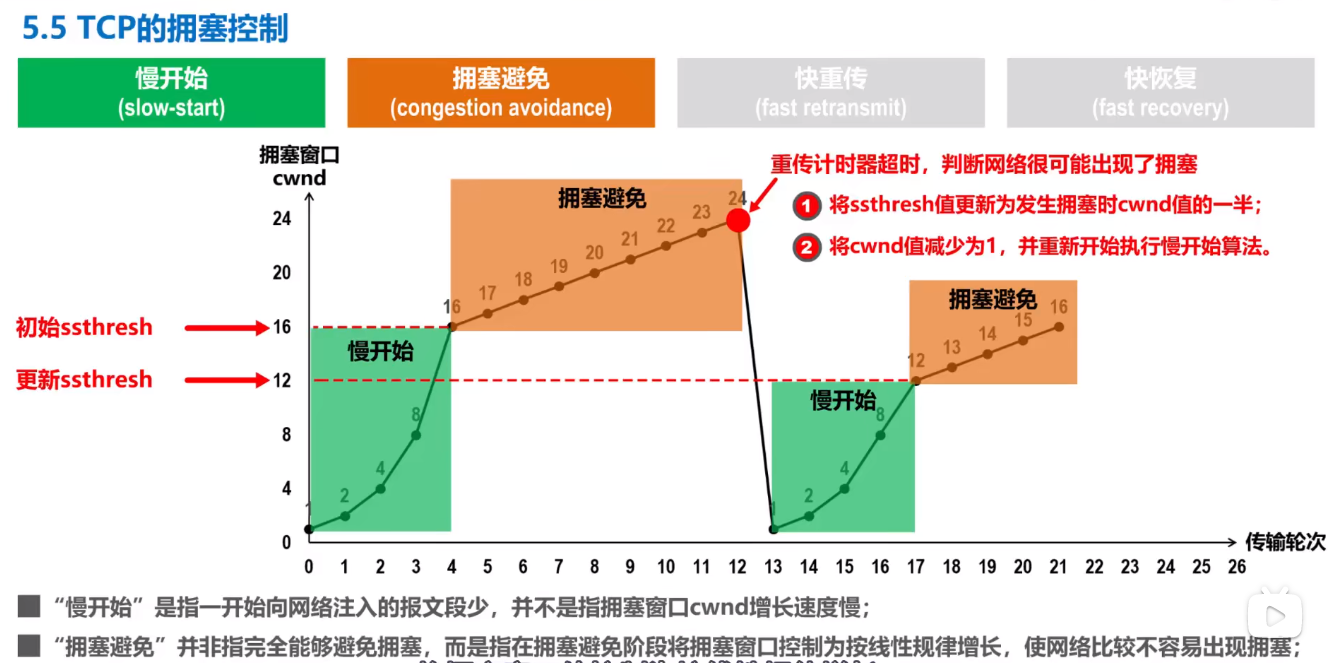 5.5 TCP的拥塞控制
慢开始
(slow-start)
拥塞避免
(congestion avoidance)
快重传
(fast retransmit)
快恢复
(fast recovery)
拥塞窗口
cwnd
重传计时器超时，判断网络很可能出现了拥塞
1 将ssthresh值更新为发生拥塞时cwnd值的一半；
2 将cwnd值减少为1，并重新开始执行慢开始算法。
24
20
16
12
8
4
0
初始ssthresh
更新ssthresh
慢开始
1
2
4
8
拥塞避免
16
17
18
19
20
21
22
23
24
慢开始
1
2
4
8
拥塞避免
12
13
14
15
16
0 1 2 3 4 5 6 7 8 9 10 11 12 13 14 15 16 17 18 19 20 21 22 23 24 25 26
传输轮次
“慢开始”是指一开始向网络注入的报文段少，并不是指拥塞窗口cwnd增长速度慢；
“拥塞避免”并非指完全能够避免拥塞，而是指在拥塞避免阶段将拥塞窗口控制为按线性规律增长，使网络比较不容易出现拥塞；